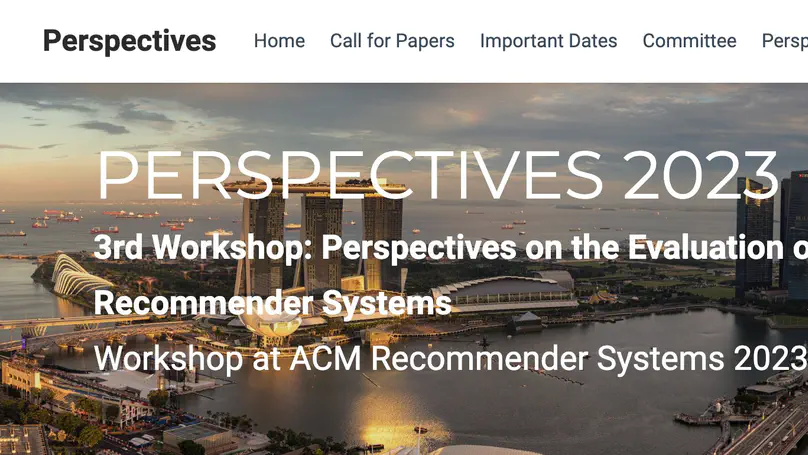 Perspectives Home Call for Papers Important Dates Committee Persp
PERSPECTIVES 2023
3rd Workshop: Perspectives on the Evaluation o
Recommender Systems
Workshop at ACM Recommender Systems 2023